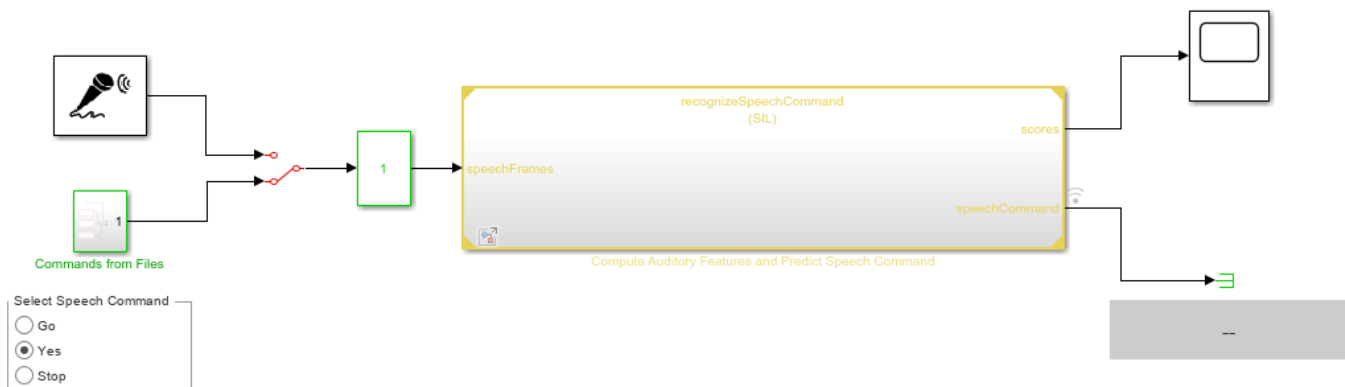 recognizeSpeechCommand
(SIL)
scores
1
speechFrames
speechCommand
1
Commands from Files
Compute Auditory Features and Predict Speech Command
Select Speech Command
Go
Yes
Stop
--